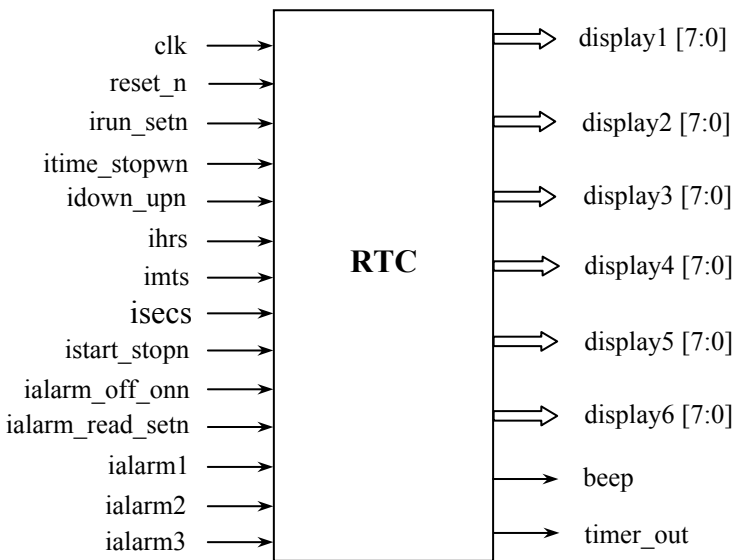 clk
reset_n
irun_setn
itime_stopwn
idown_upn
ihrs
imts
isecs
istart_stopn
ialarm_off_onn
ialarm_read_setn
ialarm1
ialarm2
ialarm3
RTC
display1 [7:0]
display2 [7:0]
display3 [7:0]
display4 [7:0]
display5 [7:0]
display6 [7:0]
beep
timer_out